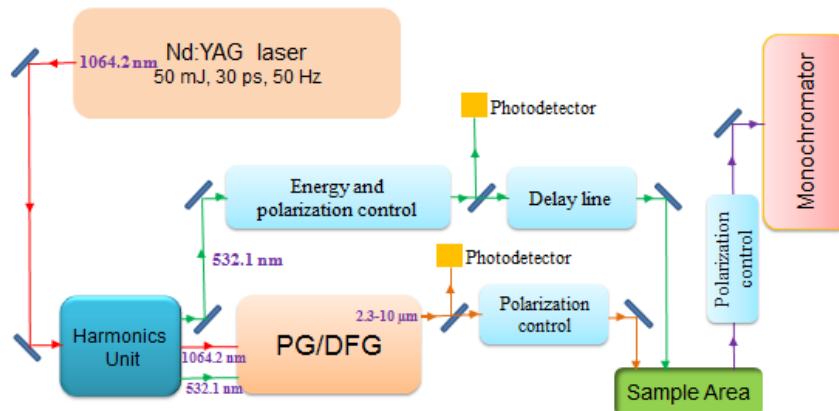 Nd:YAG laser
1064.2 nm
50 mJ, 30 ps, 50 Hz
Photodetector
Monochromator
Energy and
polarization control
Delay line
532.1 nm
Photodetector
Polarization
control
2.3-10 µm
Polarization
control
Harmonics
Unit
PG/DFG
1064.2 nm
532.1 nm
Sample Area